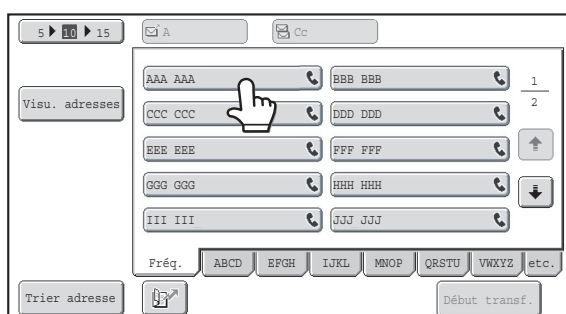 5 10 15
A
Cc
AAA AAA
BBB BBB
1
2
Visu. adresses
CCC CCC
DDD DDD
EEE EEE
FFF FFF
GGG GGG
HHH HHH
III III
JJJ JJJ
Fréq. ABCD EFGH IJKL MNOP QRSTU VWXYZ etc.
Trier adresse
Début transf.